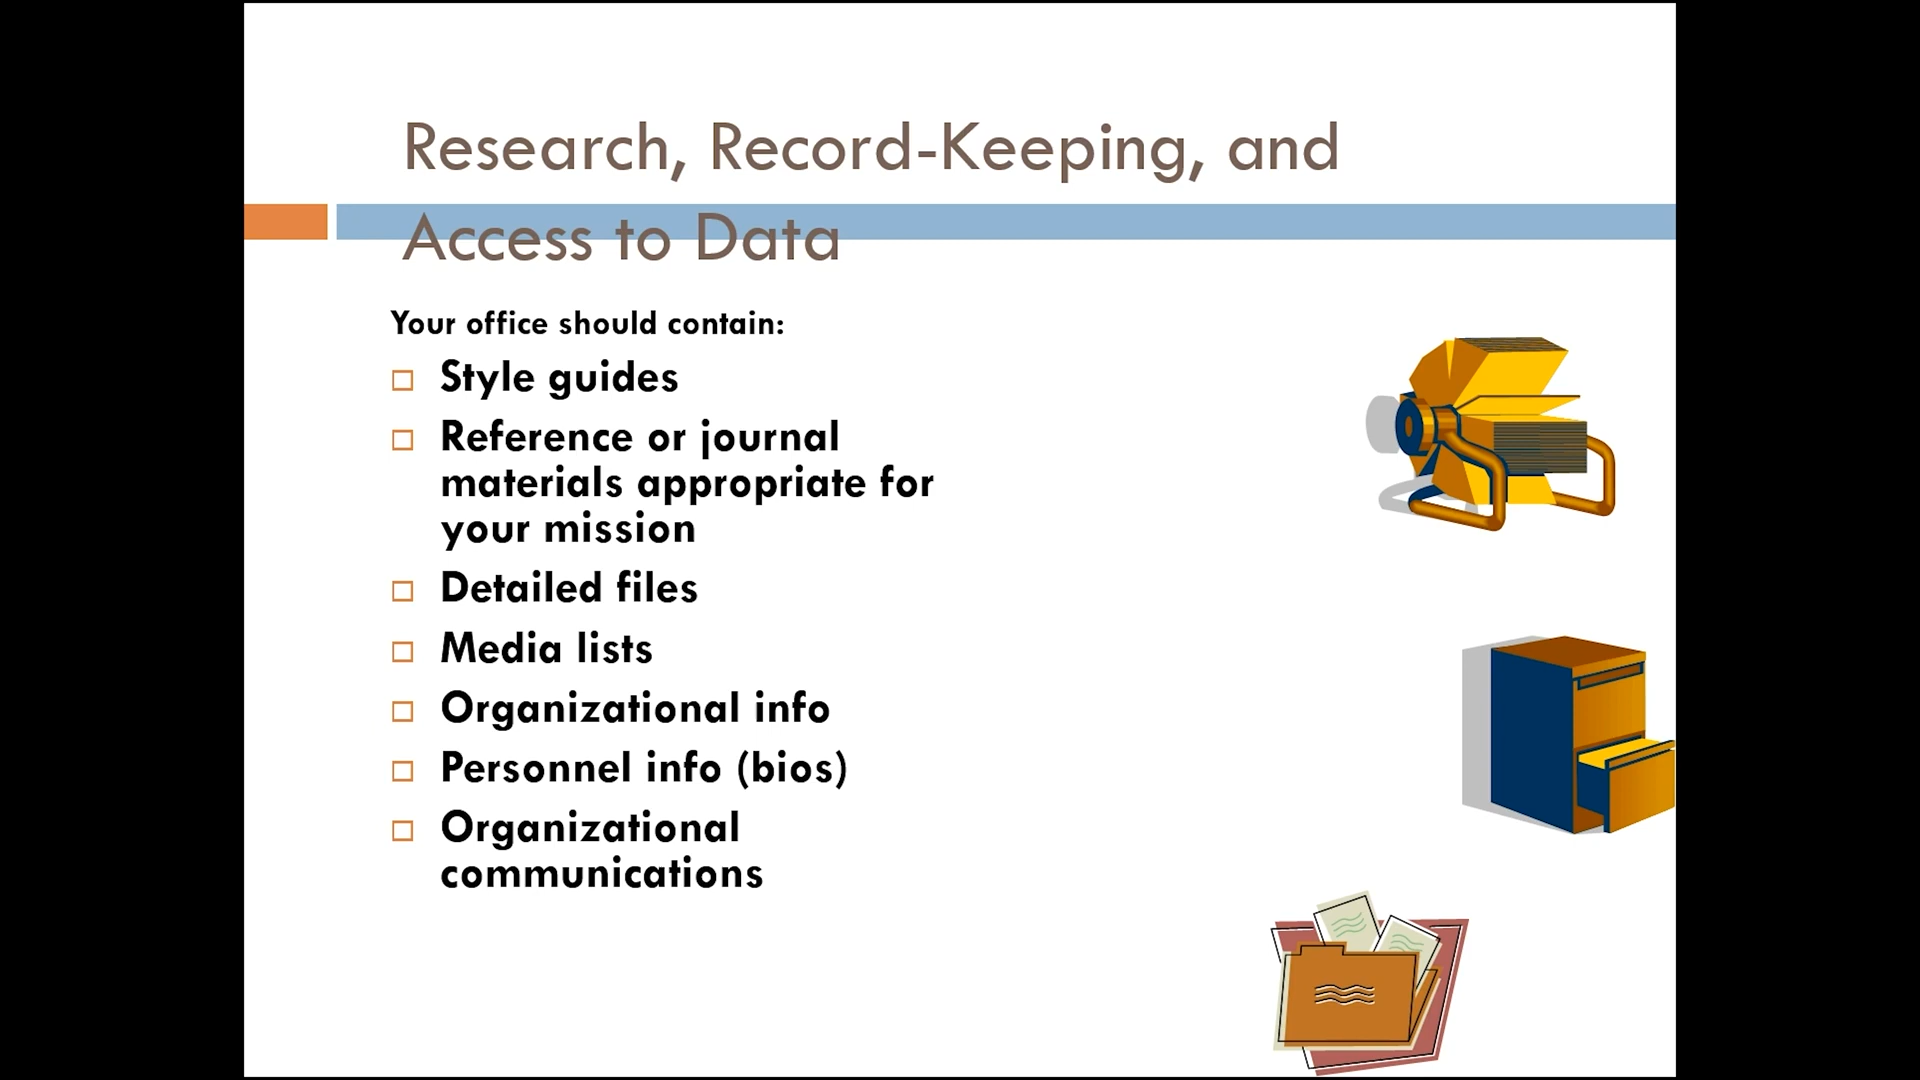 Research, Record-Keeping, and
Access to Data
Your office should contain:
Style guides
Reference or journal
materials appropriate for
your mission
Detailed files
Media lists
Organizational info
Personnel info (bios)
Organizational
communications